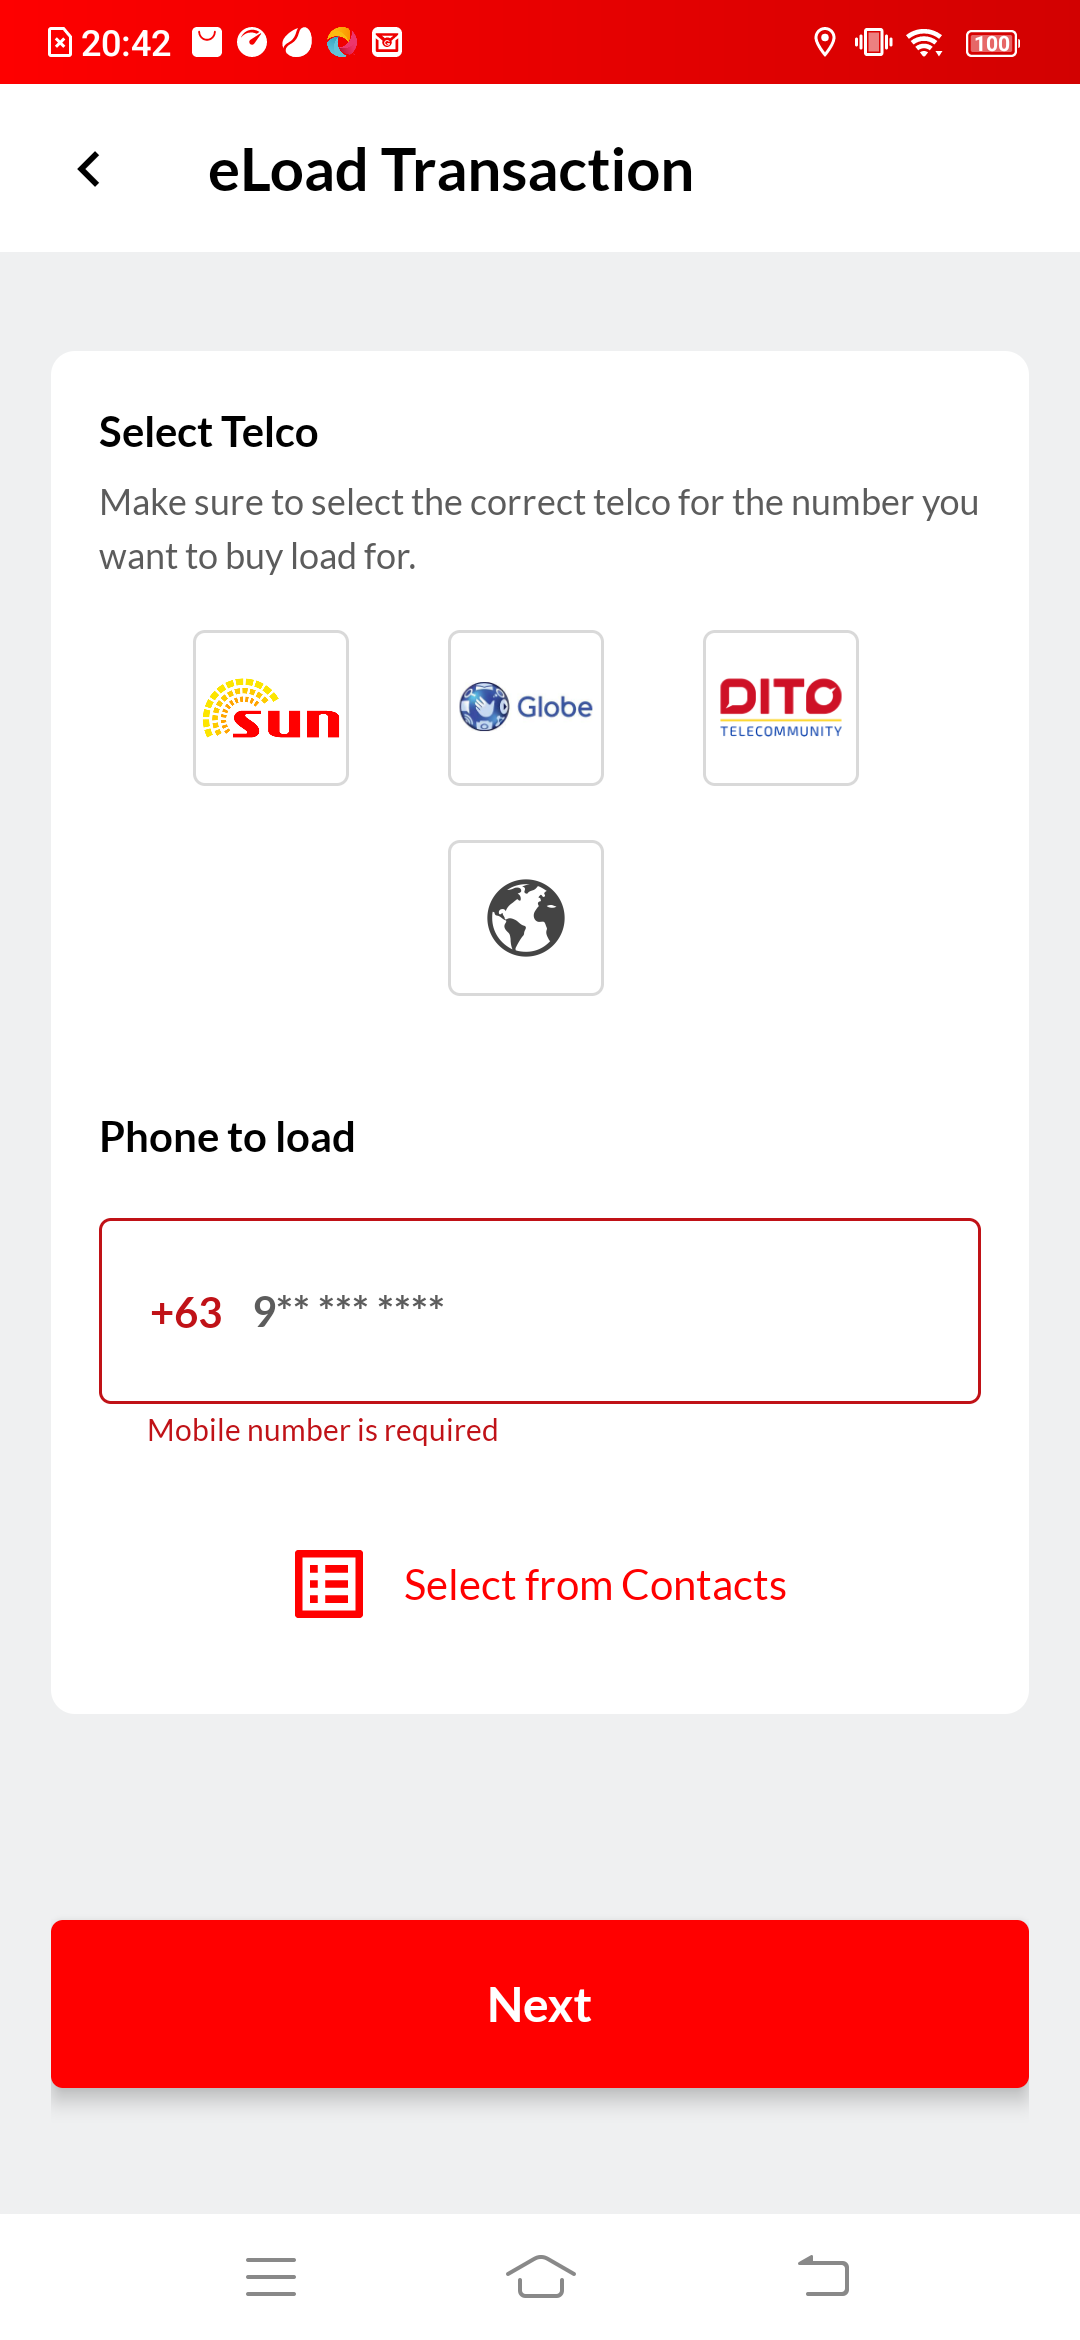 20:42
100
eLoad Transaction
Select Telco
Make sure to select the correct telco for the number you
want to buy load for.
sun
Globe
DITO
TELECOMMUNITY
Phone to load
+63 9** *** ****
Mobile number is required
Select from Contacts
Next